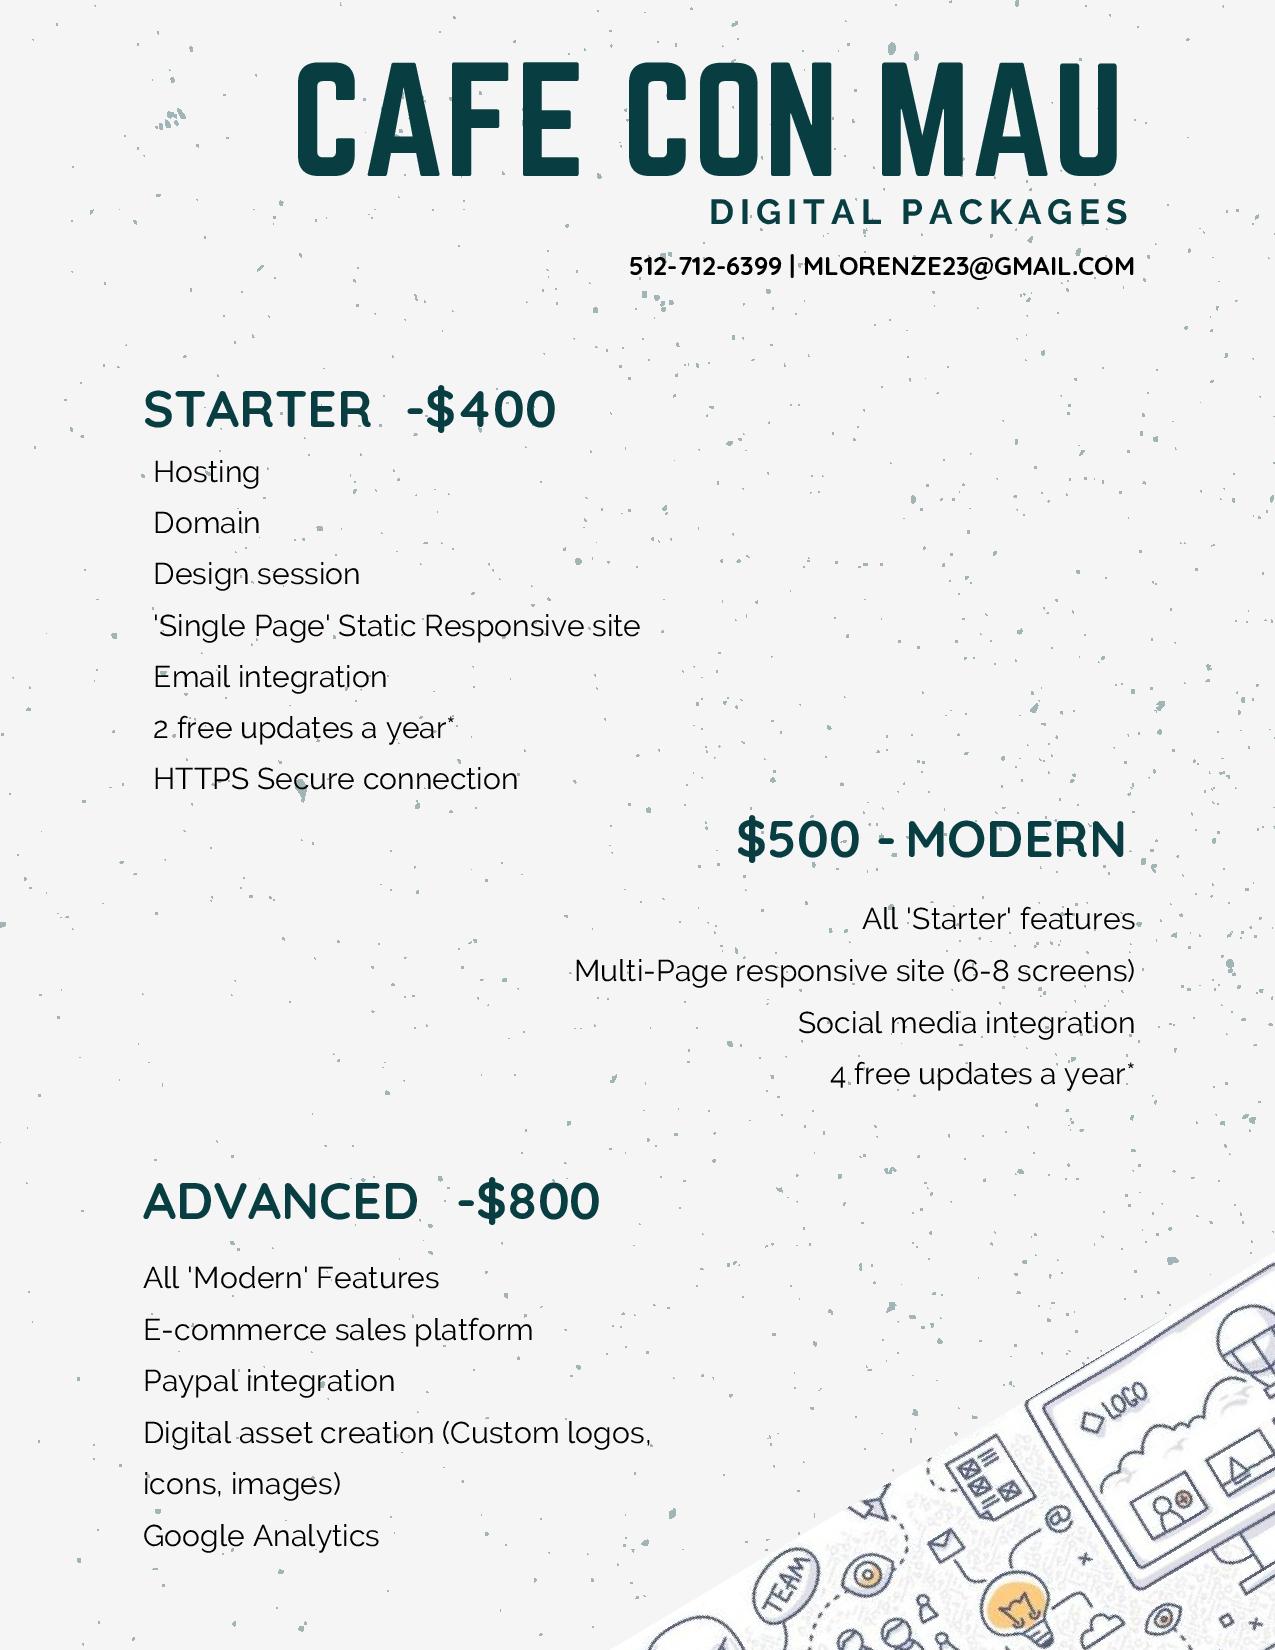 CAFE CON MAU
DIGITAL PACKAGES
512-712-6399 | MLORENZE23@GMAIL.COM
STARTER -$400
Hosting
Domain
Design session
'Single Page' Static Responsive site
Email integration
2 free updates a year*
HTTPS Secure connection
$500 - MODERN
All 'Starter' features
Multi-Page responsive site (6-8 screens)
Social media integration
4 free updates a year*
ADVANCED -$800
All 'Modern' Features
E-commerce sales platform
Paypal integration
Digital asset creation (Custom logos,
icons, images)
Google Analytics
LOGO
@
TEAM